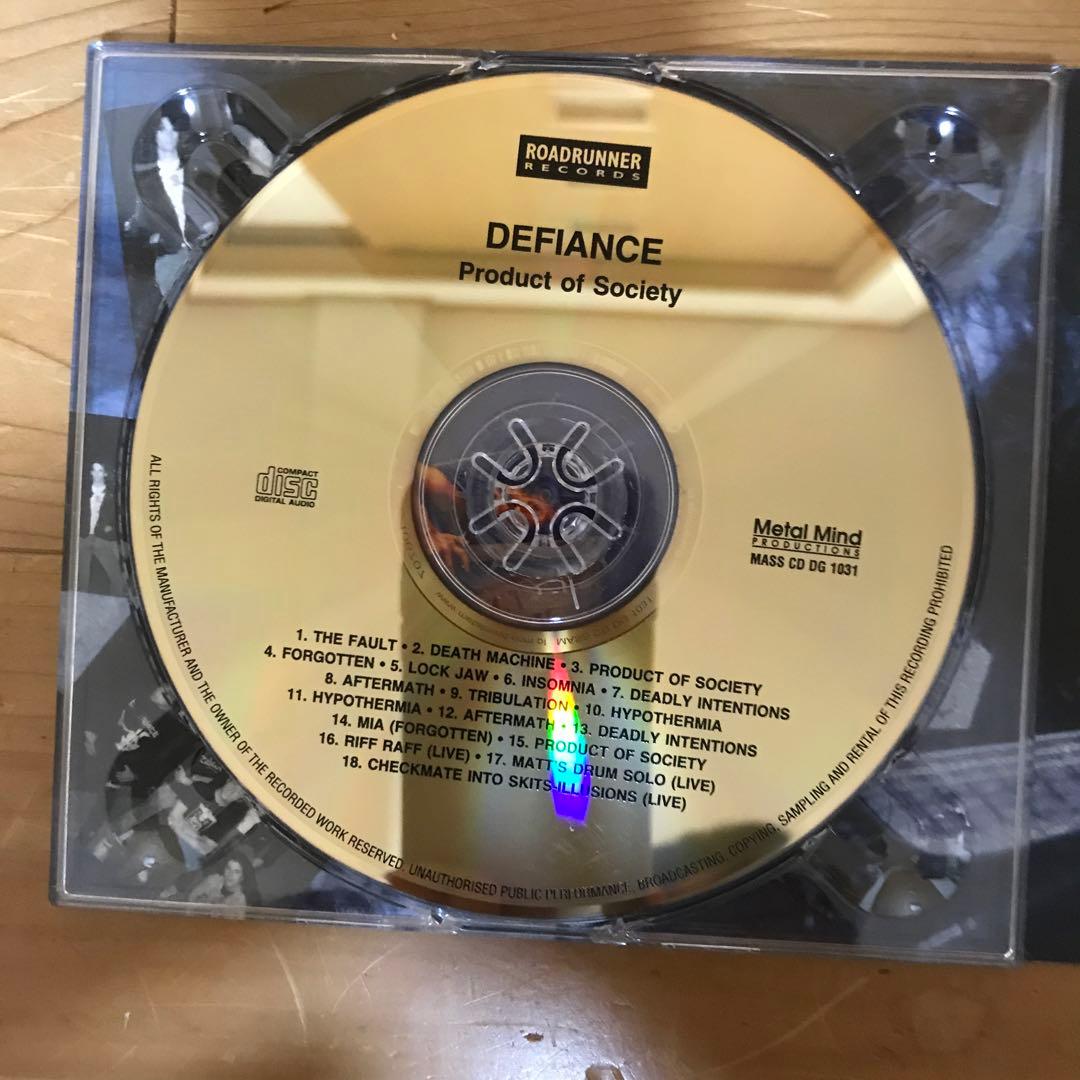 ROADRUNNER
RECORDS
DEFIANCE
Product of Society
COMPACT
disc
DIGITAL AUDIO
Metal Mind
PRODUCTIONS
MASS CD DG 1031
1. THE FAULT • 2. DEATH MACHINE • 3. PRODUCT OF SOCIETY
4. FORGOTTEN • 5. LOCK JAW • 6. INSOMNIA • 7. DEADLY INTENTIONS
8. AFTERMATH • 9. TRIBULATION • 10. HYPOTHERMIA
11. HYPOTHERMIA • 12. AFTERMATH • 13. DEADLY INTENTIONS
14. MIA (FORGOTTEN) • 15. PRODUCT OF SOCIETY
16. RIFF RAFF (LIVE) • 17. MATT'S DRUM SOLO (LIVE)
18. CHECKMATE INTO SKITS-ILLUSIONS (LIVE)
ALL RIGHTS OF THE MANUFACTURER AND THE OWNER OF THE RECORDED WORK RESERVED. UNAUTHORISED PUBLIC PERFORMANCE, BROADCASTING, COPYING, SAMPLING AND RENTAL OF THIS RECORDING PROHIBITED